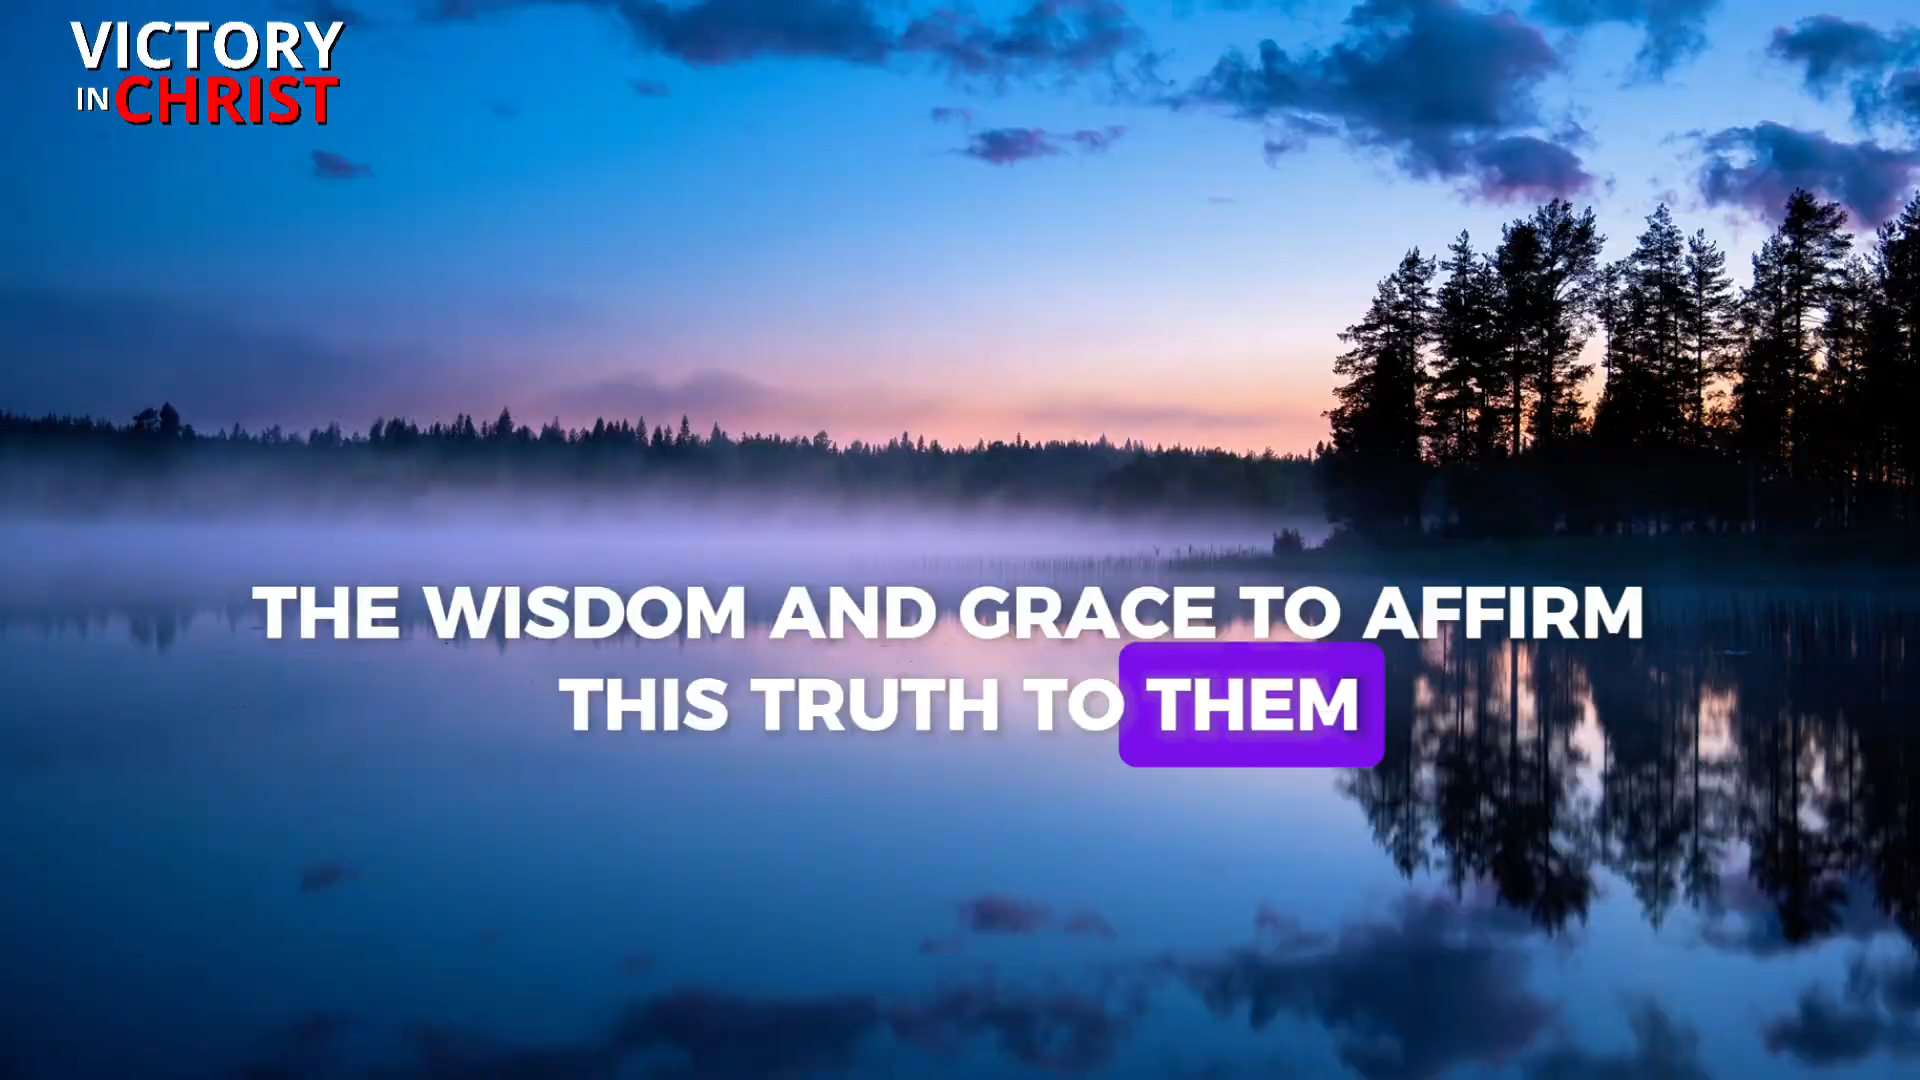 VICTORY
IN CHRIST
THE WISDOM AND GRACE TO AFFIRM
THIS TRUTH TO THEM